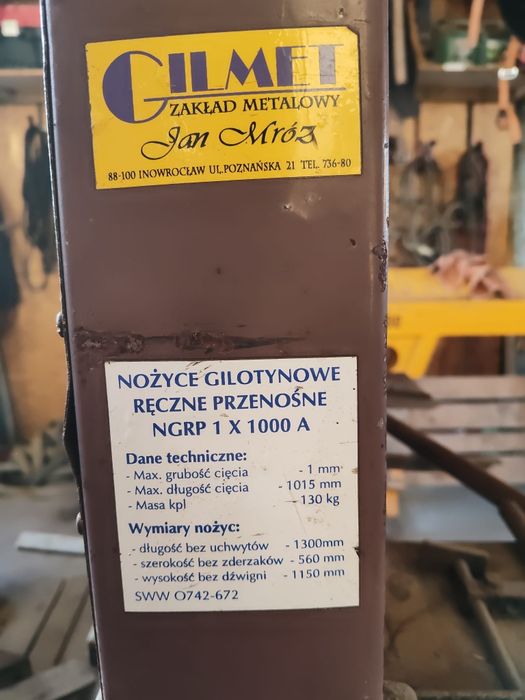 GILMET
ZAKŁAD METALOWY
Jan Mróz
88-100 INOWROCŁAW UL.POZNAŃSKA 21 TEL. 736-80
NOŻYCE GILOTYNOWE
RĘCZNE PRZENOŚNE
NGRP 1 X 1000 A
Dane techniczne:
- Max. grubość cięcia - 1 mm
- Max. długość cięcia - 1015 mm
- Masa kpl - 130 kg
Wymiary nożyc:
- długość bez uchwytów - 1300mm
- szerokość bez zderzaków - 560 mm
- wysokość bez dźwigni - 1150 mm
SWW O742-672